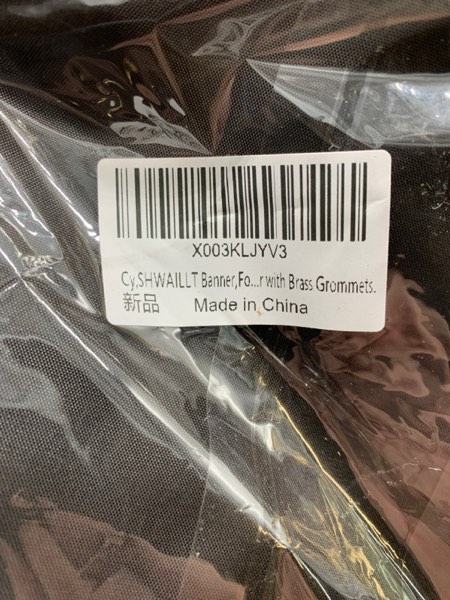 X003KLJYV3
Cy,SHWAILLT Banner,Fo...r with Brass Grommets.
新品 Made in China